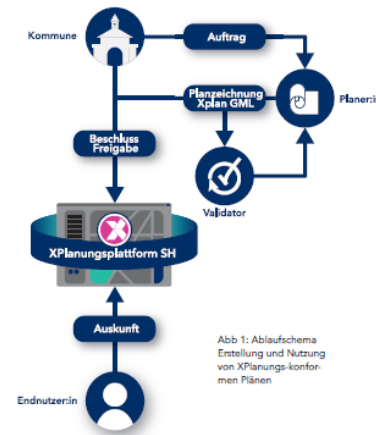 Kommune
Auftrag
Planzeichnung
Xplan GML
Planer:in
Beschluss
Freigabe
Validator
X
XPlanungsplattform SH
Auskunft
Abb 1: Ablaufschema
Erstellung und Nutzung
von XPlanungs-konfor-
men Plänen
Endnutzer:in